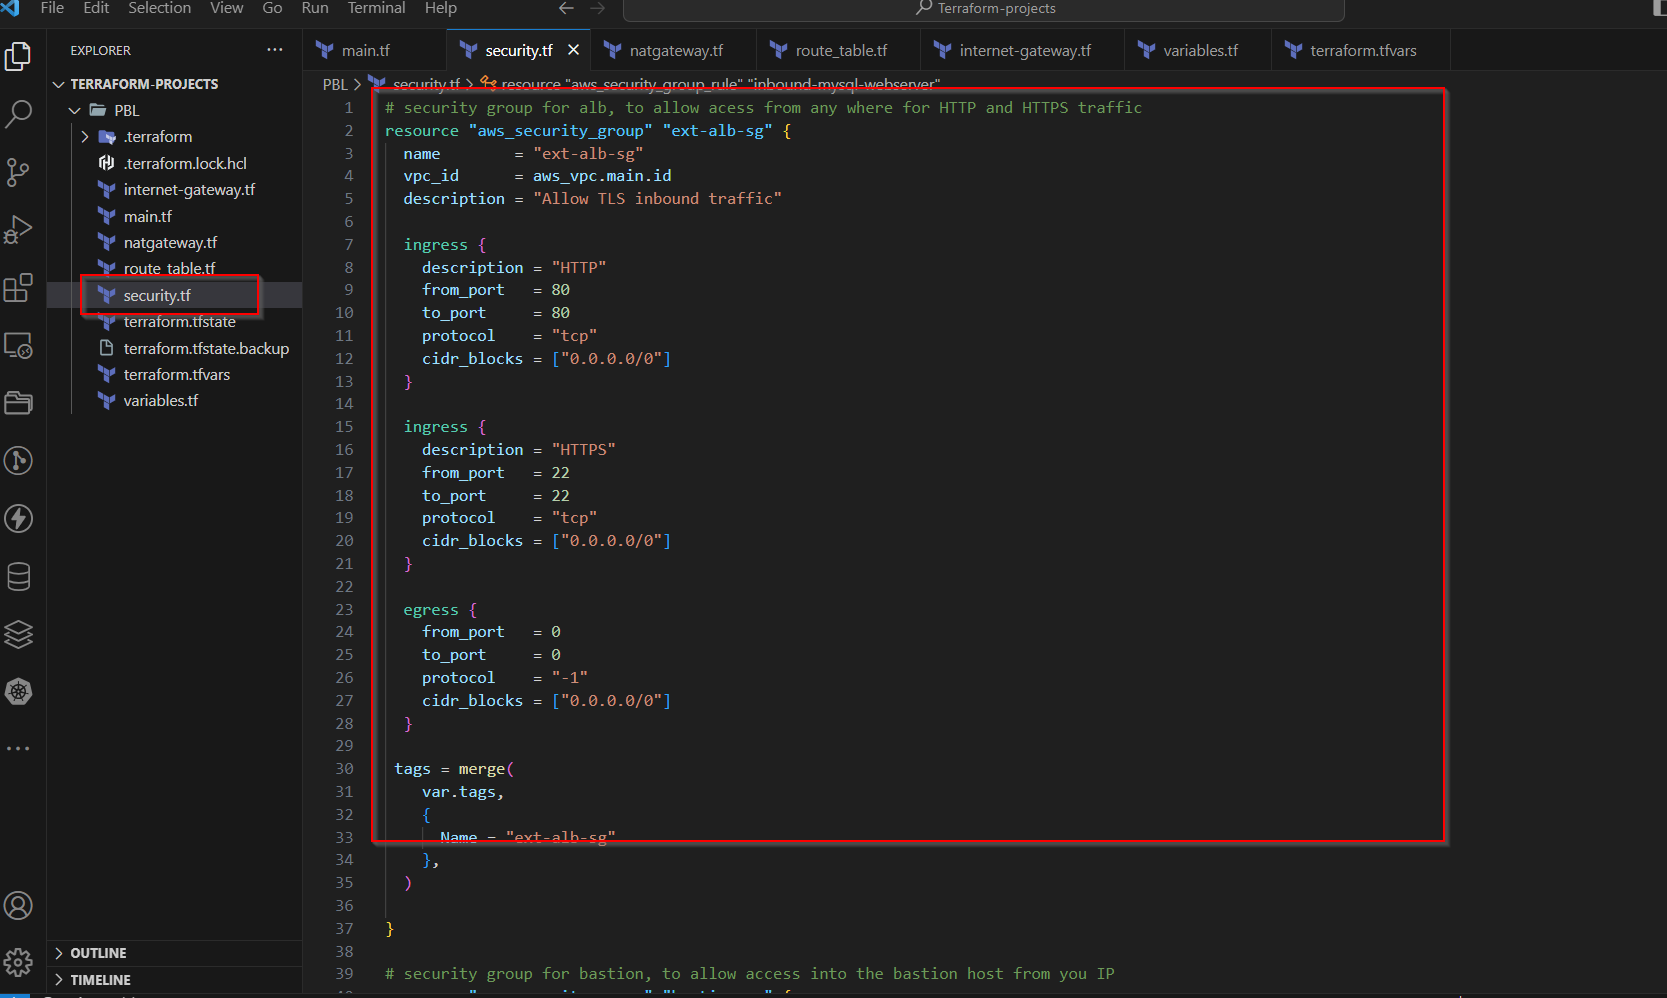 File Edit Selection View Go Run Terminal Help
Terraform-projects
EXPLORER
TERRAFORM-PROJECTS
PBL
.terraform
.terraform.lock.hcl
internet-gateway.tf
main.tf
natgateway.tf
route_table.tf
security.tf
terraform.tfstate
terraform.tfstate.backup
terraform.tfvars
variables.tf
OUTLINE
TIMELINE
main.tf security.tf natgateway.tf route_table.tf internet-gateway.tf variables.tf terraform.tfvars
PBL > security.tf > resource "aws_security_group_rule" "inbound-mysql-webserver"
1 # security group for alb, to allow acess from any where for HTTP and HTTPS traffic
2 resource "aws_security_group" "ext-alb-sg" {
3 name = "ext-alb-sg"
4 vpc_id = aws_vpc.main.id
5 description = "Allow TLS inbound traffic"
6
7 ingress {
8 description = "HTTP"
9 from_port = 80
10 to_port = 80
11 protocol = "tcp"
12 cidr_blocks = ["0.0.0.0/0"]
13 }
14
15 ingress {
16 description = "HTTPS"
17 from_port = 22
18 to_port = 22
19 protocol = "tcp"
20 cidr_blocks = ["0.0.0.0/0"]
21 }
22
23 egress {
24 from_port = 0
25 to_port = 0
26 protocol = "-1"
27 cidr_blocks = ["0.0.0.0/0"]
28 }
29
30 tags = merge(
31 var.tags,
32 {
33 Name = "ext-alb-sg"
34 },
35 )
36
37 }
38
39 # security group for bastion, to allow access into the bastion host from you IP